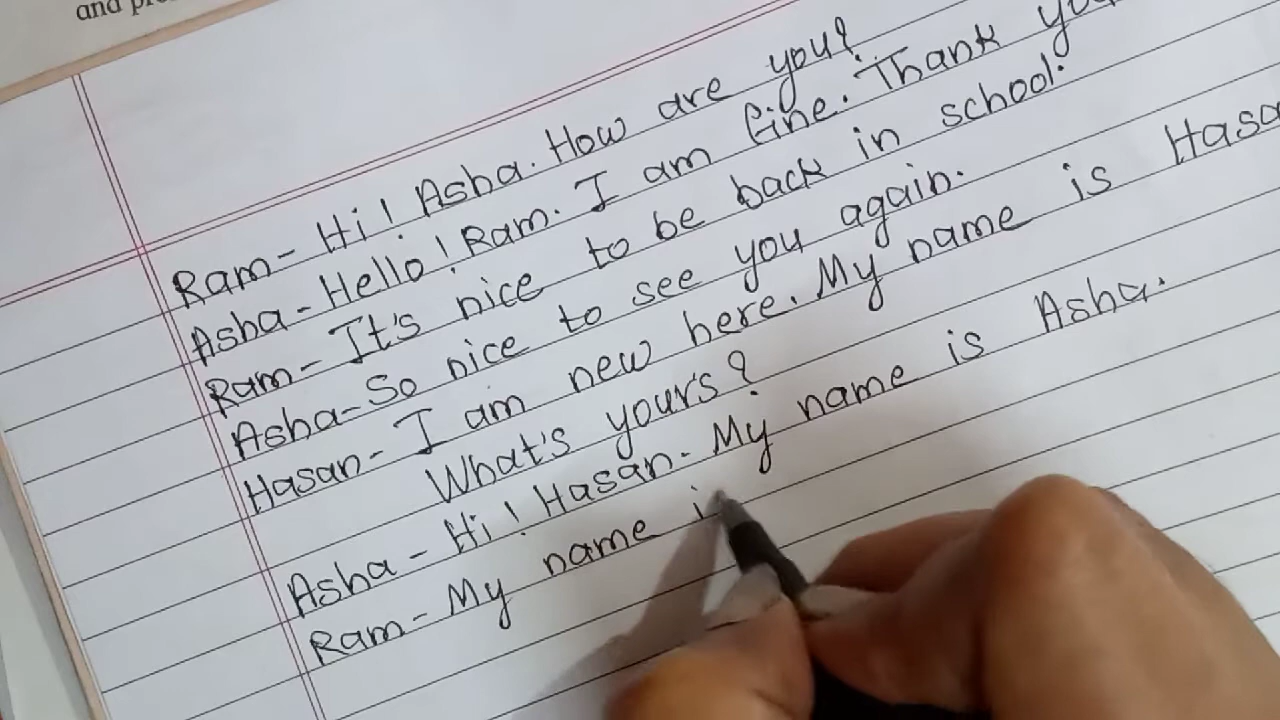 and
Ram- Hi! Asha. How are you?
Asha- Hello! Ram. I am fine. Thank
Ram- It's nice to be back in school.
Asha- So nice to see you again.
Hasan- I am new here. My name is
What's yours?
Asha- Hi! Hasan. My name is Asha.
Ram- My name